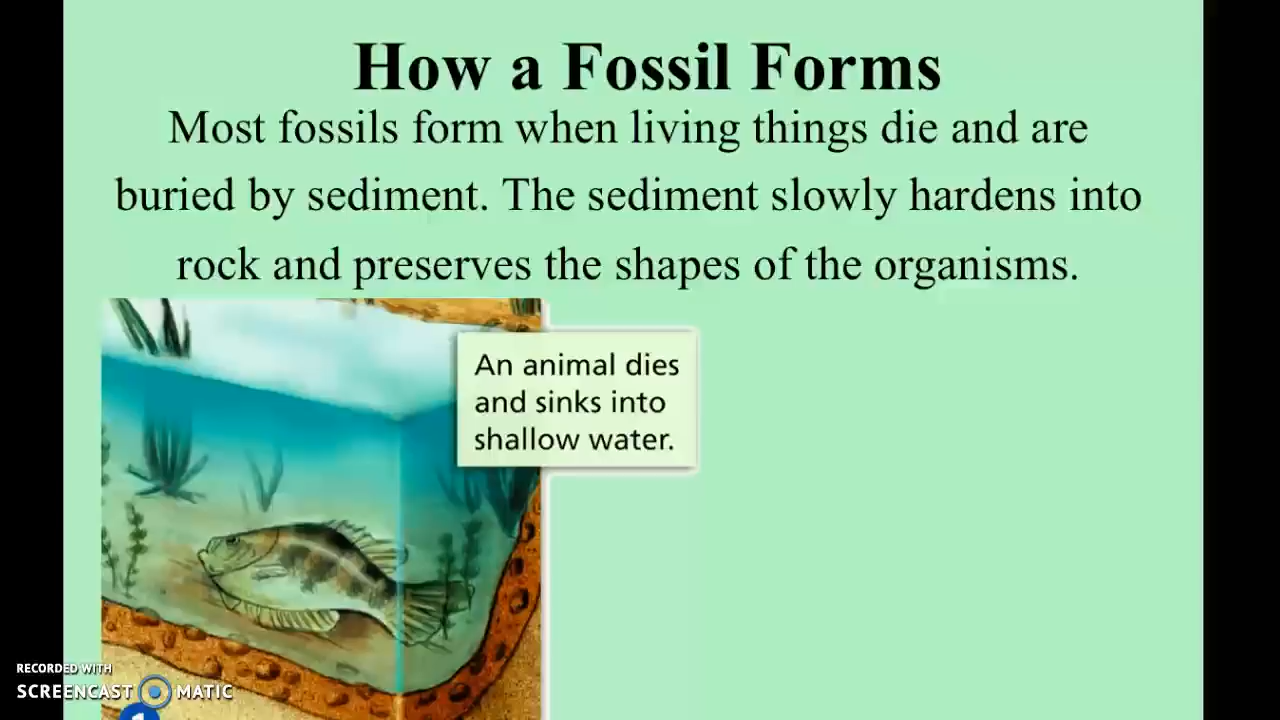 How a Fossil Forms
Most fossils form when living things die and are
buried by sediment. The sediment slowly hardens into
rock and preserves the shapes of the organisms.
An animal dies
and sinks into
shallow water.
RECORDED WITH
SCREENCAST MATIC
1